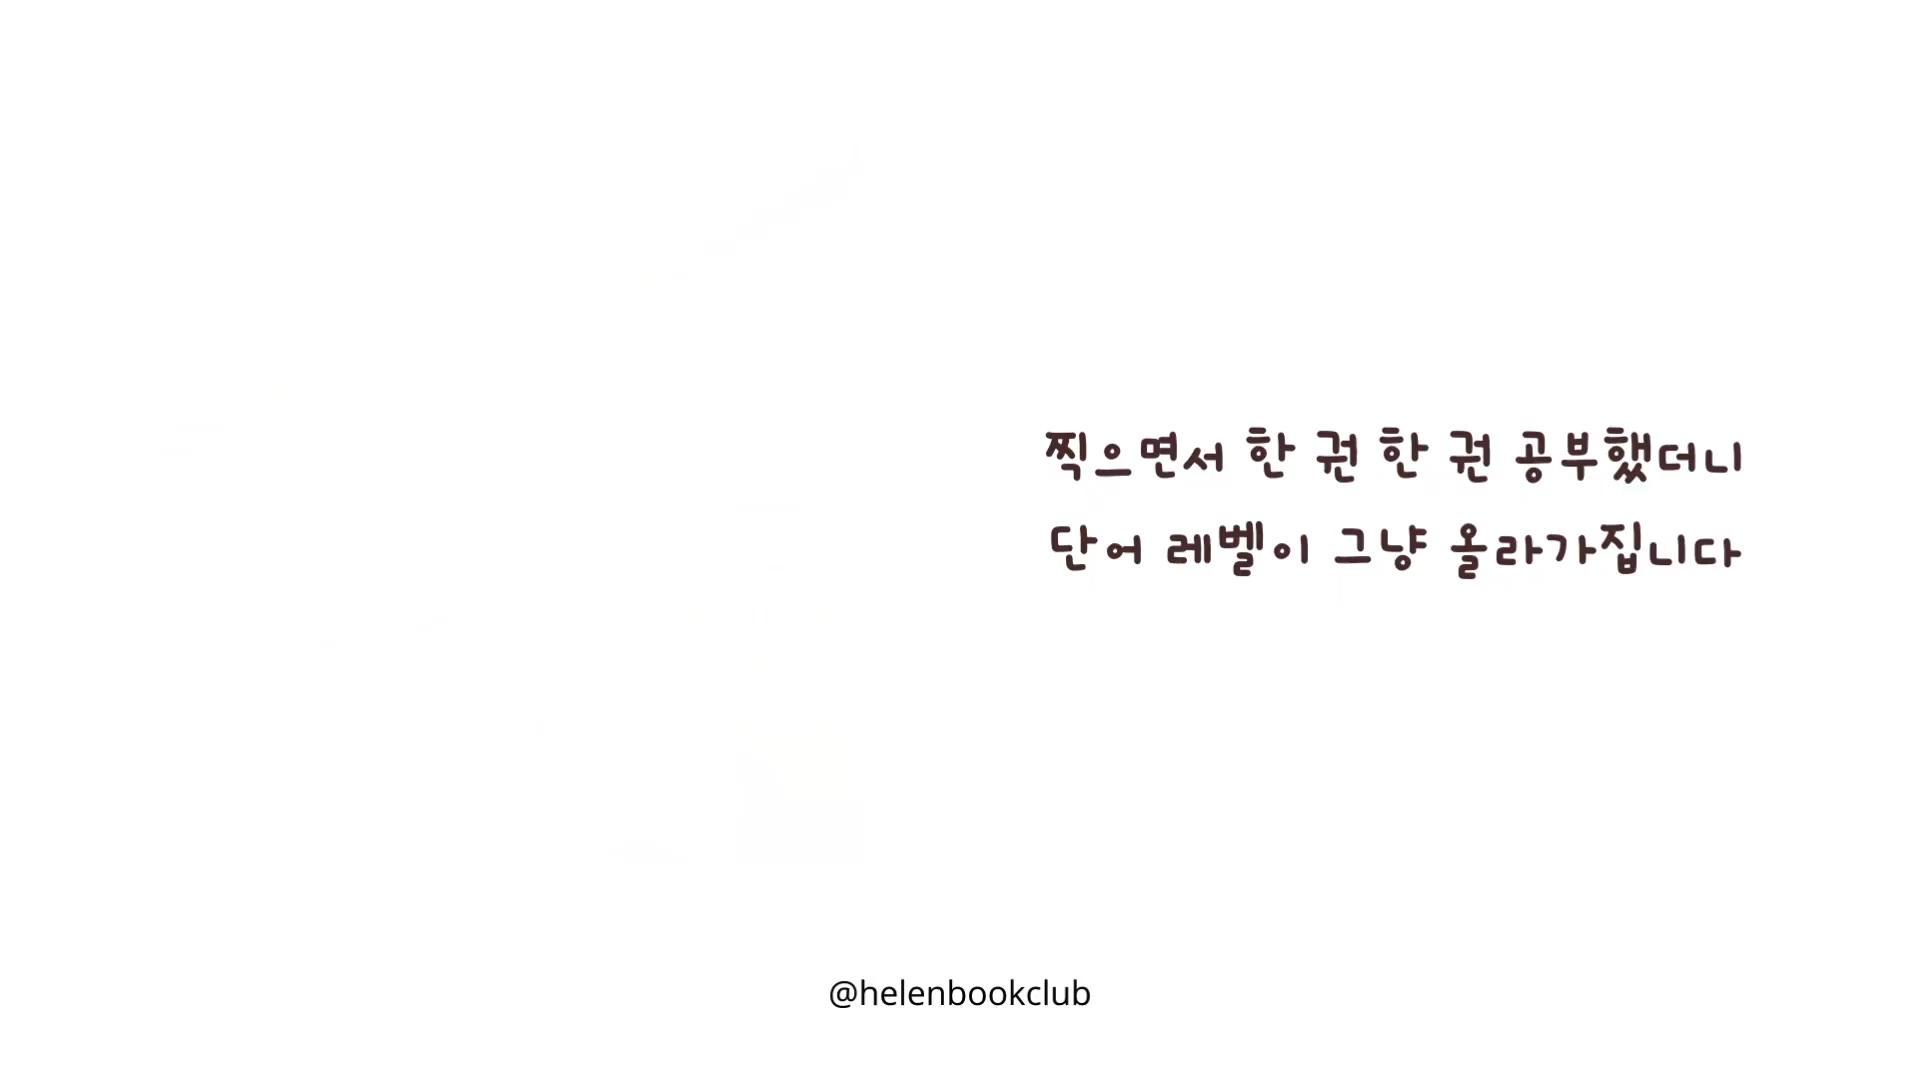 찍으면서 한 권 한 권 공부했더니
단어 레벨이 그냥 올라가집니다
@helenbookclub